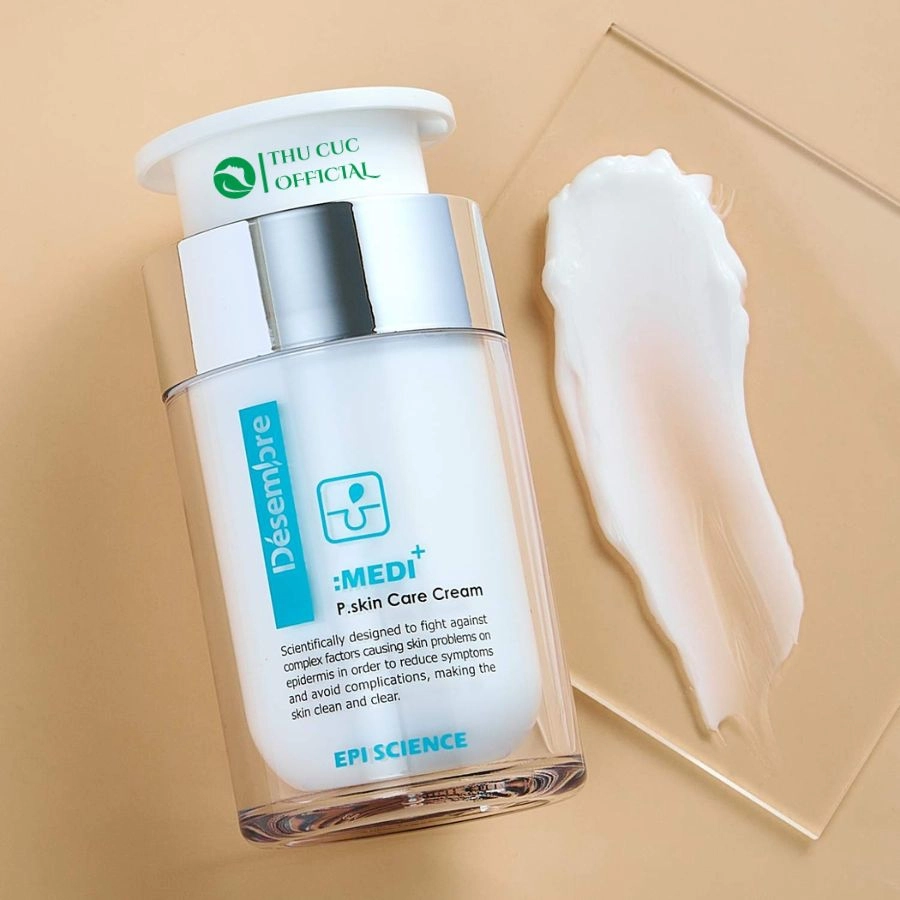 THU CUC
OFFICIAL
Désembre
:MEDI+
P.skin Care Cream
Scientifically designed to fight against
complex factors causing skin problems on
epidermis in order to reduce symptoms
and avoid complications, making the
skin clean and clear.
EPI SCIENCE